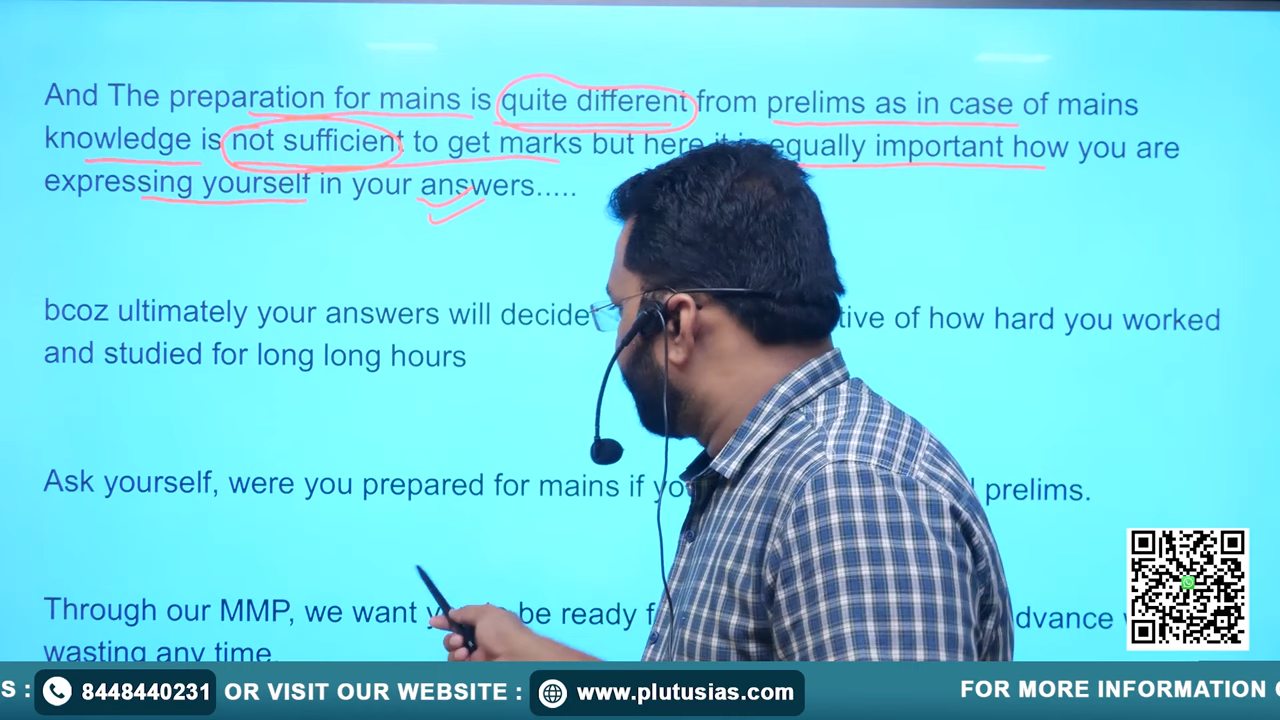 And The preparation for mains is quite different from prelims as in case of mains
knowledge is not sufficient to get marks but here it is equally important how you are
expressing yourself in your answers.....
bcoz ultimately your answers will decide tive of how hard you worked
and studied for long long hours
Ask yourself, were you prepared for mains if prelims.
Through our MMP, we want be ready
wasting any time.
S : 8448440231 OR VISIT OUR WEBSITE : www.plutusias.com FOR MORE INFORMATION